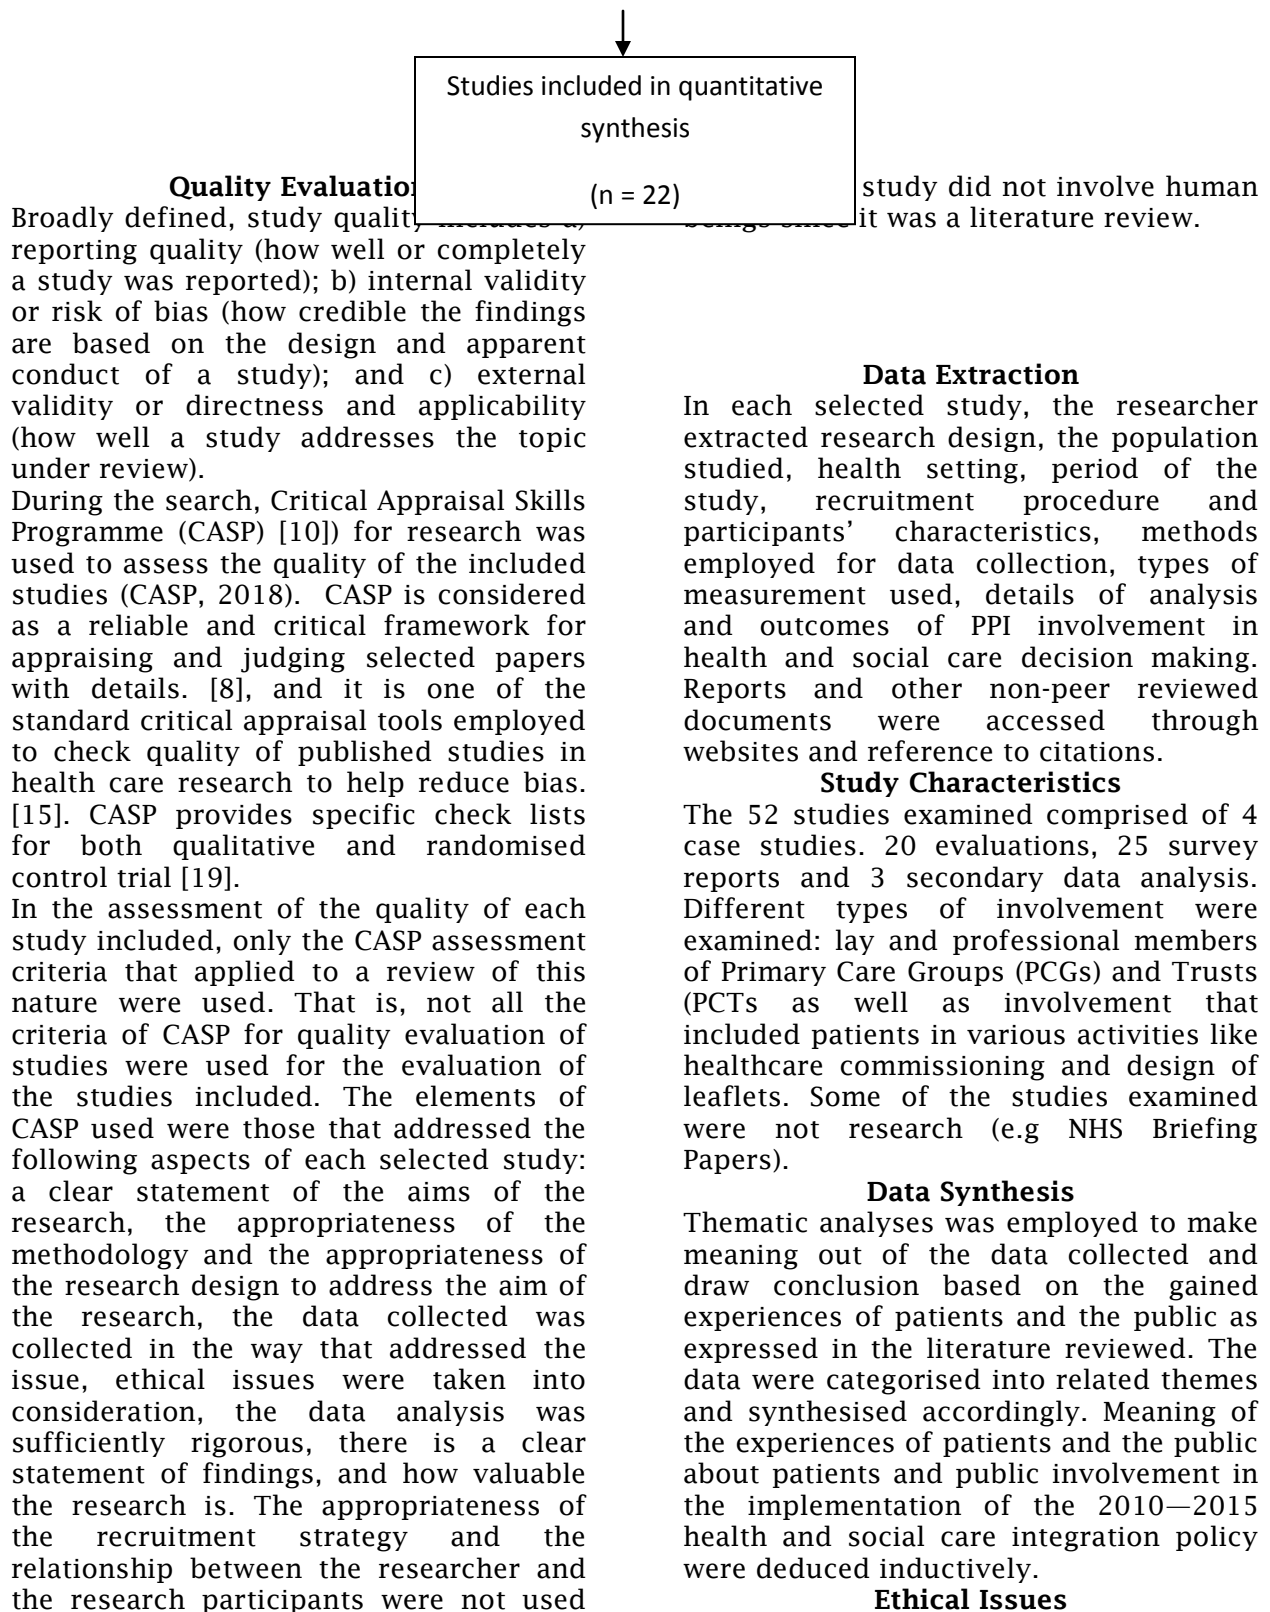 Studies included in quantitative
synthesis
(n = 22)
Quality Evaluation
Broadly defined, study quality includes a)
reporting quality (how well or completely
a study was reported); b) internal validity
or risk of bias (how credible the findings
are based on the design and apparent
conduct of a study); and c) external
validity or directness and applicability
(how well a study addresses the topic
under review).
During the search, Critical Appraisal Skills
Programme (CASP) [10]) for research was
used to assess the quality of the included
studies (CASP, 2018). CASP is considered
as a reliable and critical framework for
appraising and judging selected papers
with details. [8], and it is one of the
standard critical appraisal tools employed
to check quality of published studies in
health care research to help reduce bias.
[15]. CASP provides specific check lists
for both qualitative and randomised
control trial [19].
In the assessment of the quality of each
study included, only the CASP assessment
criteria that applied to a review of this
nature were used. That is, not all the
criteria of CASP for quality evaluation of
studies were used for the evaluation of
the studies included. The elements of
CASP used were those that addressed the
following aspects of each selected study:
a clear statement of the aims of the
research, the appropriateness of the
methodology and the appropriateness of
the research design to address the aim of
the research, the data collected was
collected in the way that addressed the
issue, ethical issues were taken into
consideration, the data analysis was
sufficiently rigorous, there is a clear
statement of findings, and how valuable
the research is. The appropriateness of
the recruitment strategy and the
relationship between the researcher and
the research participants were not used
study did not involve human
beings since it was a literature review.
Data Extraction
In each selected study, the researcher
extracted research design, the population
studied, health setting, period of the
study, recruitment procedure and
participants’ characteristics, methods
employed for data collection, types of
measurement used, details of analysis
and outcomes of PPI involvement in
health and social care decision making.
Reports and other non-peer reviewed
documents were accessed through
websites and reference to citations.
Study Characteristics
The 52 studies examined comprised of 4
case studies. 20 evaluations, 25 survey
reports and 3 secondary data analysis.
Different types of involvement were
examined: lay and professional members
of Primary Care Groups (PCGs) and Trusts
(PCTs as well as involvement that
included patients in various activities like
healthcare commissioning and design of
leaflets. Some of the studies examined
were not research (e.g NHS Briefing
Papers).
Data Synthesis
Thematic analyses was employed to make
meaning out of the data collected and
draw conclusion based on the gained
experiences of patients and the public as
expressed in the literature reviewed. The
data were categorised into related themes
and synthesised accordingly. Meaning of
the experiences of patients and the public
about patients and public involvement in
the implementation of the 2010—2015
health and social care integration policy
were deduced inductively.
Ethical Issues